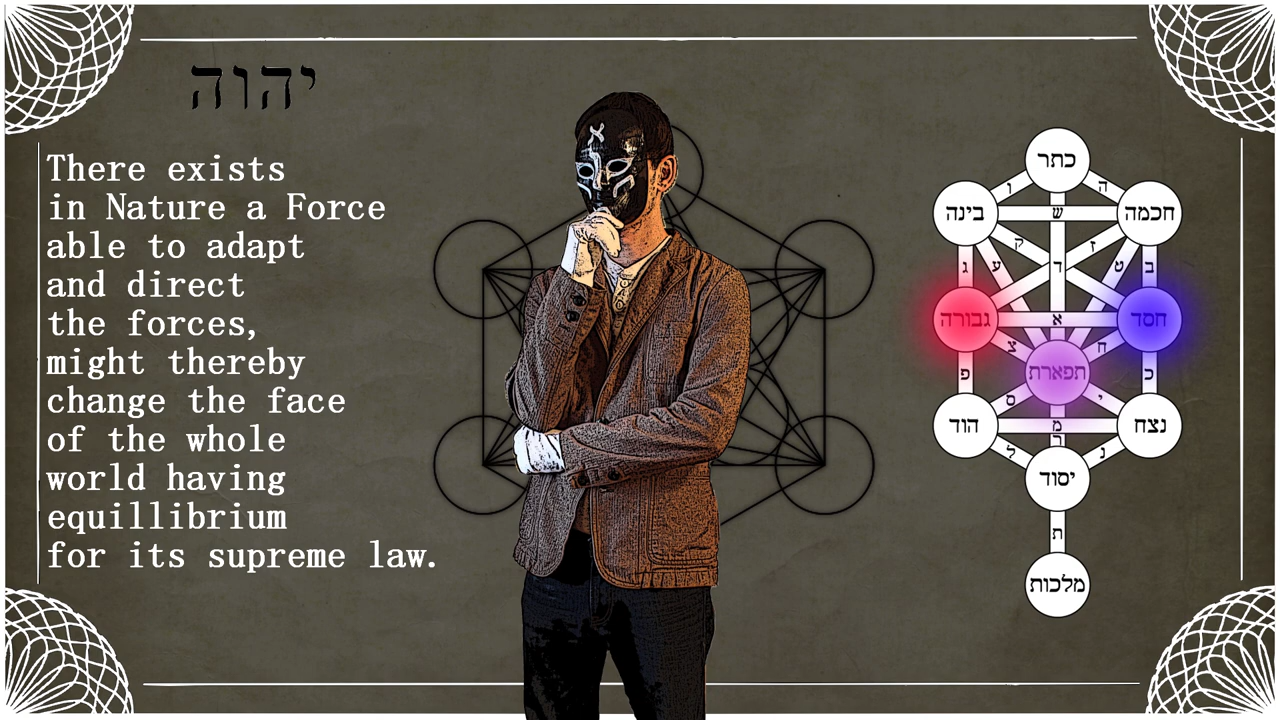 יהוה
There exists
in Nature a Force
able to adapt
and direct
the forces,
might thereby
change the face
of the whole
world having
equillibrium
for its supreme law.
כתר
ו
ה
בינה
ש
חכמה
ק
ז
ג
ע
ד
ט
ב
גבורה
א
חסד
צ
ח
פ
תפארת
כ
ס
י
הוד
מ
נצח
ר
ל
נ
יסוד
ת
מלכות